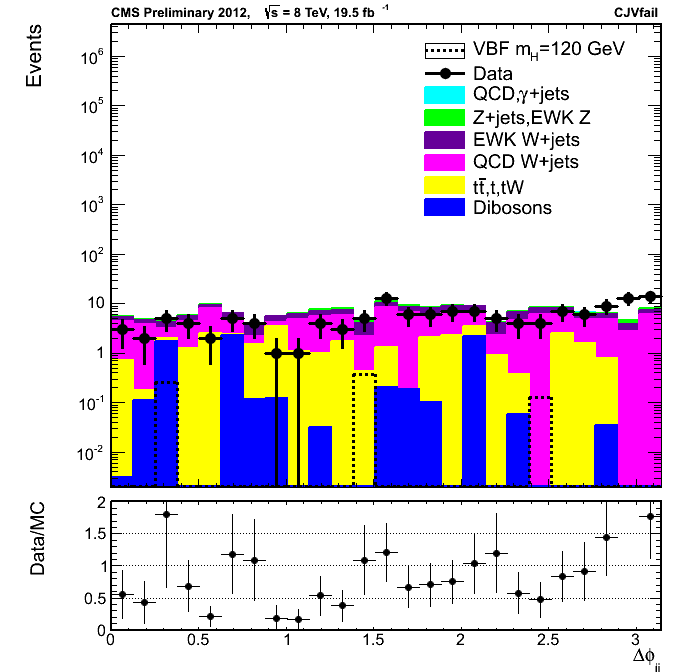 CMS Preliminary 2012, √s = 8 TeV, 19.5 fb⁻¹ CJVfail
Events
10⁶
10⁵
10⁴
10³
10²
10
1
10⁻¹
10⁻²
VBF m_H=120 GeV
Data
QCD,γ+jets
Z+jets,EWK Z
EWK W+jets
QCD W+jets
tt̄,t,tW
Dibosons
Data/MC
2
1.5
1
0.5
0
0 0.5 1 1.5 2 2.5 3
Δϕ_jj